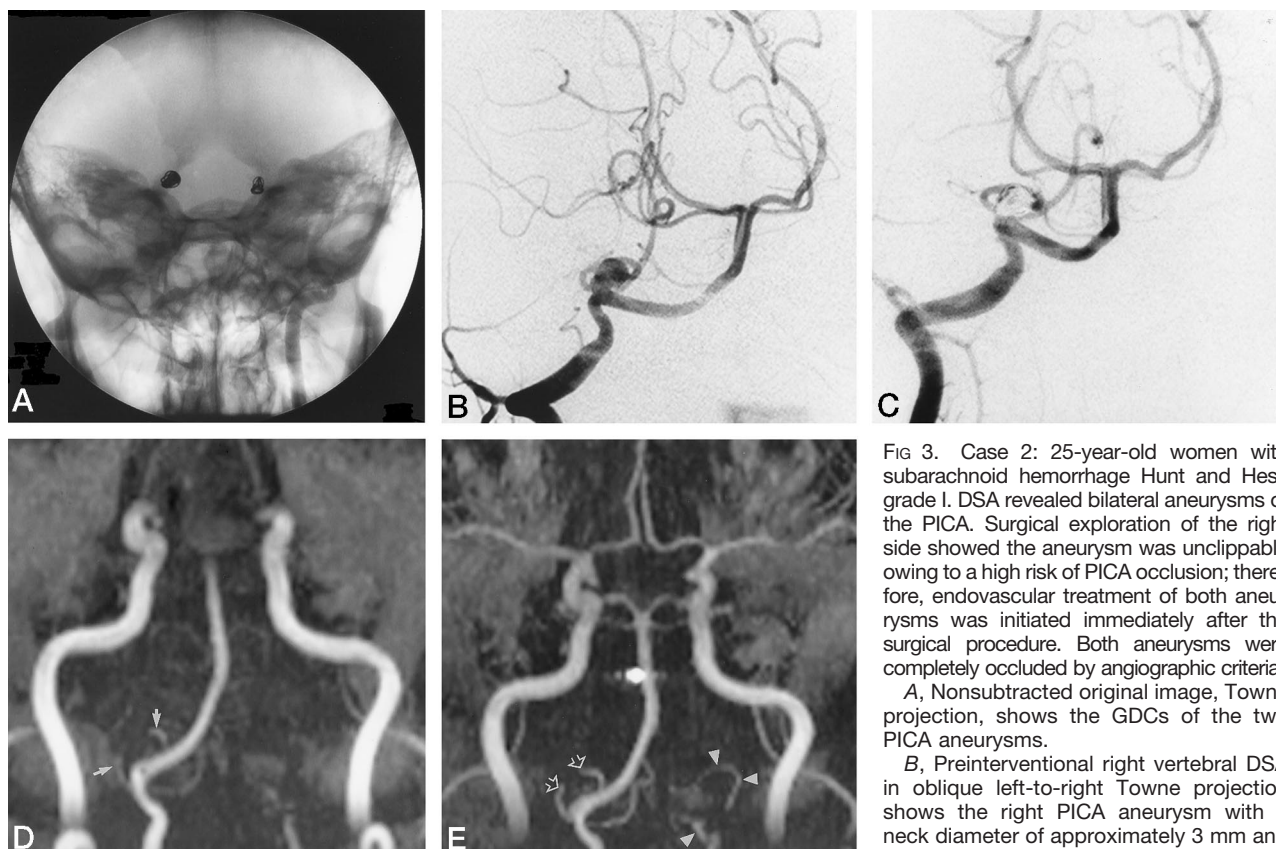 A
B
C
D
E
FIG 3. Case 2: 25-year-old women wit
subarachnoid hemorrhage Hunt and Hes
grade I. DSA revealed bilateral aneurysms o
the PICA. Surgical exploration of the righ
side showed the aneurysm was unclippabl
owing to a high risk of PICA occlusion; there
fore, endovascular treatment of both aneu
rysms was initiated immediately after th
surgical procedure. Both aneurysms wer
completely occluded by angiographic criteria
A, Nonsubtracted original image, Town
projection, shows the GDCs of the tw
PICA aneurysms.
B, Preinterventional right vertebral DSA
in oblique left-to-right Towne projection
shows the right PICA aneurysm with
neck diameter of approximately 3 mm an